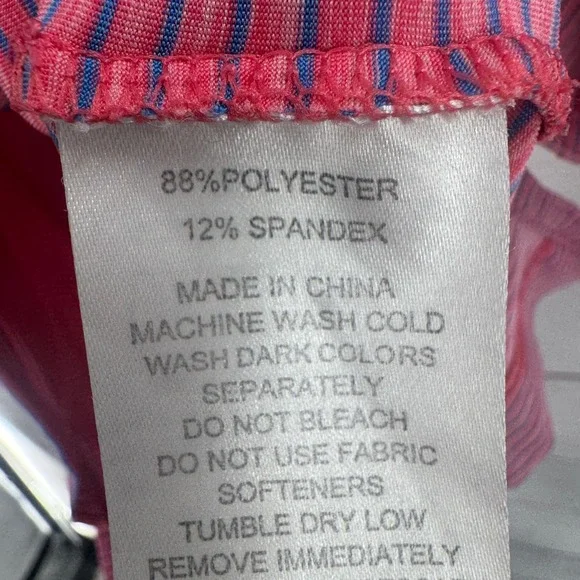 88%POLYESTER
12% SPANDEX
MADE IN CHINA
MACHINE WASH COLD
WASH DARK COLORS
SEPARATELY
DO NOT BLEACH
DO NOT USE FABRIC
SOFTENERS
TUMBLE DRY LOW
REMOVE IMMEDIATELY